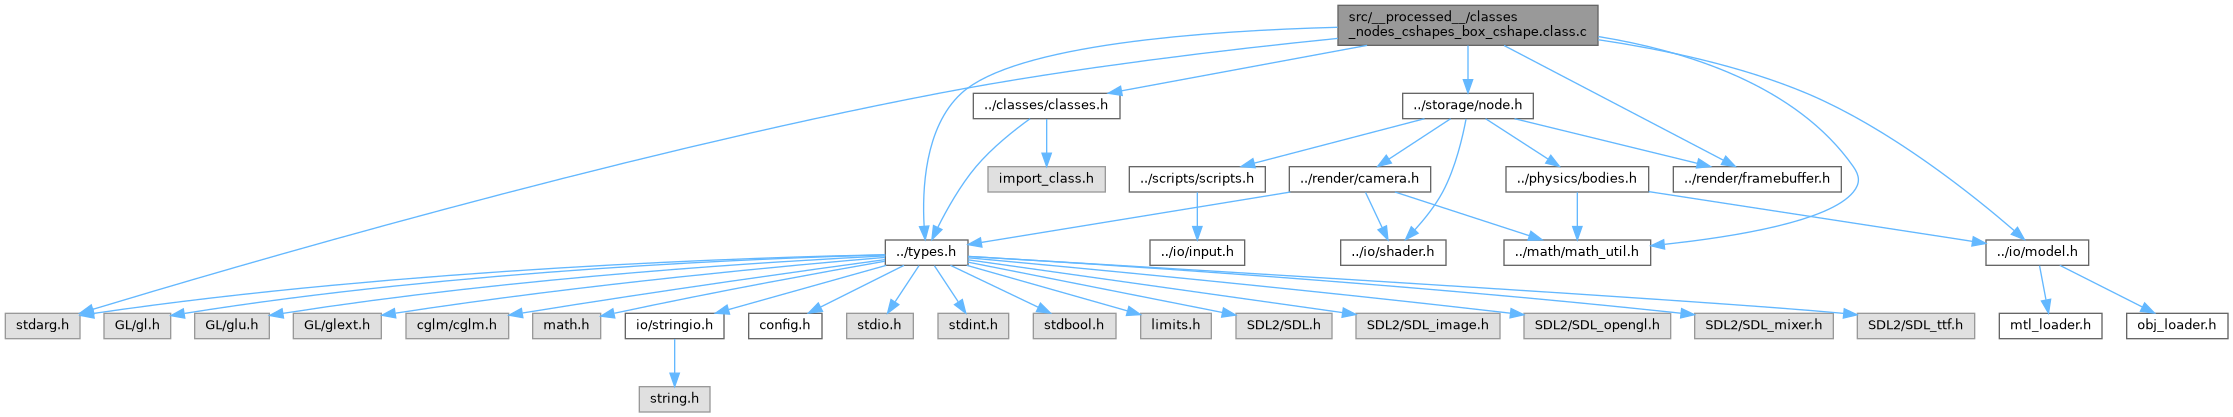 src/__processed__/classes
_nodes_cshapes_box_cshape.class.c
../classes/classes.h
../storage/node.h
import_class.h
../scripts/scripts.h
../render/camera.h
../physics/bodies.h
../render/framebuffer.h
../types.h
../io/input.h
../io/shader.h
../math/math_util.h
../io/model.h
stdarg.h
GL/gl.h
GL/glu.h
GL/glext.h
cglm/cglm.h
math.h
io/stringio.h
config.h
stdio.h
stdint.h
stdbool.h
limits.h
SDL2/SDL.h
SDL2/SDL_image.h
SDL2/SDL_opengl.h
SDL2/SDL_mixer.h
SDL2/SDL_ttf.h
mtl_loader.h
obj_loader.h
string.h